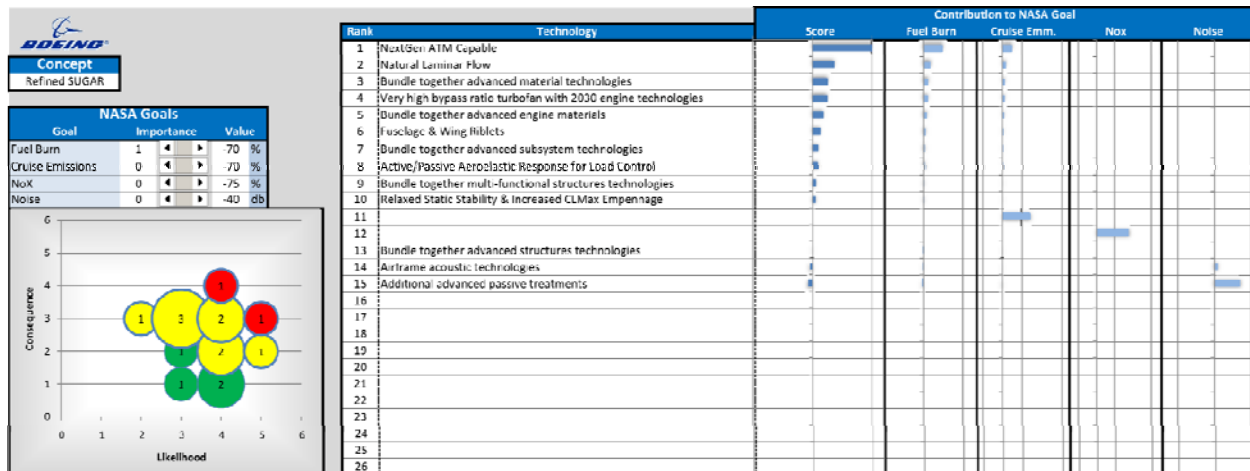 BOEING®
Concept
Refined SUGAR
NASA Goals
Goal Importance Value
Fuel Burn 1 -70 %
Cruise Emissions 0 -70 %
NoX 0 -75 %
Noise 0 -40 db
Contribution to NASA Goal
Rank Technology Score Fuel Burn Cruise Emm. Nox Noise
1 NextGen ATM Capable
2 Natural Laminar Flow
3 Bundle together advanced material technologies
4 Very high bypass ratio turbofan with 2030 engine technologies
5 Bundle together advanced engine materials
6 Fuselage & Wing Riblets
7 Bundle together advanced subsystem technologies
8 Active/Passive Aeroelastic Response for Load Control
9 Bundle together multi-functional structures technologies
10 Relaxed Static Stability & Increased CLMax Empennage
11
12
13 Bundle together advanced structures technologies
14 Airframe acoustic technologies
15 Additional advanced passive treatments
16
17
18
19
20
21
22
23
24
25
26
Consequence
6
5
4
3
2
1
0
1
1 3 2 1
1 2 1
1 2
0 1 2 3 4 5 6
Likelihood